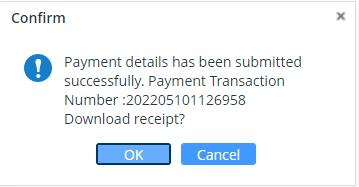 Confirm
Payment details has been submitted
successfully. Payment Transaction
Number :202205101126958
Download receipt?
OK Cancel